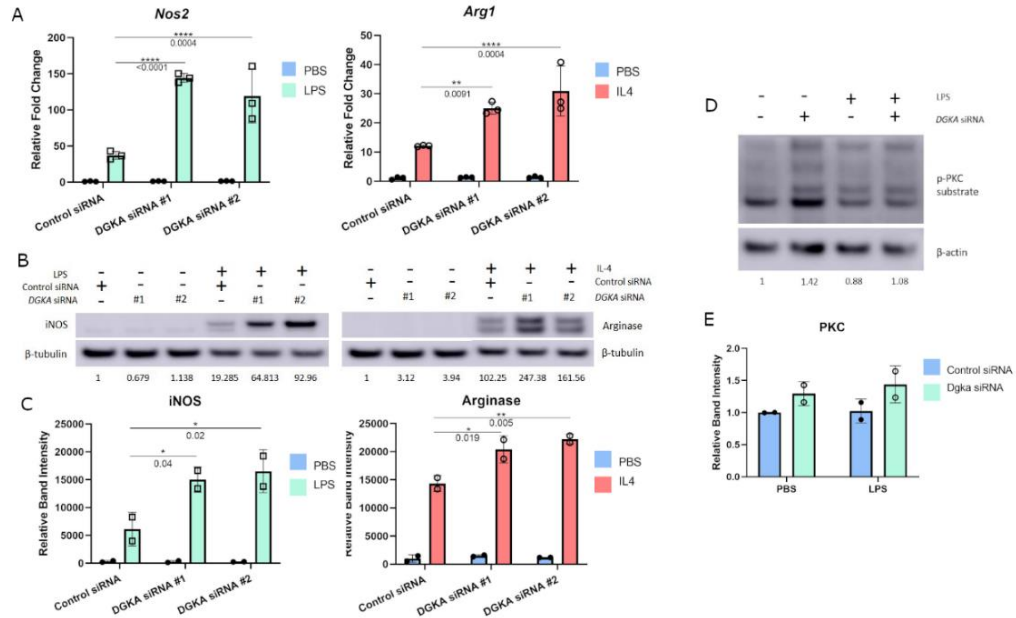 A
Nos2
Relative Fold Change
200
150
100
50
0
****
0.0004
****
<0.0001
PBS
LPS
Control siRNA
DGKA siRNA #1
DGKA siRNA #2
Arg1
Relative Fold Change
50
40
30
20
10
0
****
0.0004
**
0.0091
PBS
IL4
Control siRNA
DGKA siRNA #1
DGKA siRNA #2
B
LPS - - - + + +
Control siRNA + - - + - -
DGKA siRNA - #1 #2 - #1 #2
iNOS
β-tubulin
1 0.679 1.138 19.285 64.813 92.96
- - - + + + IL-4
+ - - + - - Control siRNA
- #1 #2 - #1 #2 DGKA siRNA
Arginase
β-tubulin
1 3.12 3.94 102.25 247.38 161.56
C
iNOS
Relative Band Intensity
25000
20000
15000
10000
5000
0
*
0.02
*
0.04
PBS
LPS
Control siRNA
DGKA siRNA #1
DGKA siRNA #2
Arginase
Relative Band Intensity
25000
20000
15000
10000
5000
0
**
0.005
*
0.019
PBS
IL4
Control siRNA
DGKA siRNA #1
DGKA siRNA #2
D
- - + + LPS
- + - + DGKA siRNA
p-PKC
substrate
β-actin
1 1.42 0.88 1.08
E
PKC
Relative Band Intensity
2.0
1.5
1.0
0.5
0.0
PBS
LPS
Control siRNA
Dgka siRNA